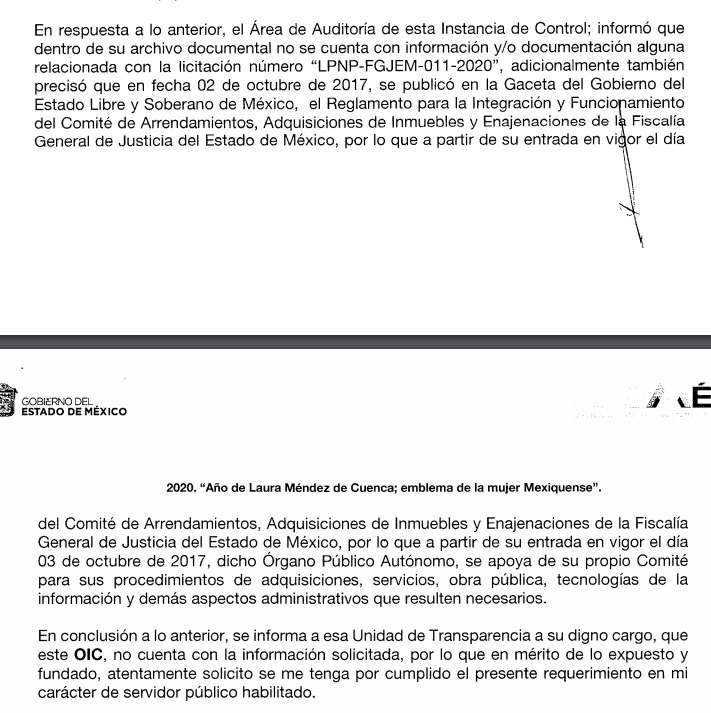 En respuesta a lo anterior, el Área de Auditoría de esta Instancia de Control; informó que
dentro de su archivo documental no se cuenta con información y/o documentación alguna
relacionada con la licitación número “LPNP-FGJEM-011-2020”, adicionalmente también
precisó que en fecha 02 de octubre de 2017, se publicó en la Gaceta del Gobierno del
Estado Libre y Soberano de México, el Reglamento para la Integración y Funcionamiento
del Comité de Arrendamientos, Adquisiciones de Inmuebles y Enajenaciones de la Fiscalía
General de Justicia del Estado de México, por lo que a partir de su entrada en vigor el día
GOBIERNO DEL
ESTADO DE MÉXICO
2020. “Año de Laura Méndez de Cuenca; emblema de la mujer Mexiquense”.
del Comité de Arrendamientos, Adquisiciones de Inmuebles y Enajenaciones de la Fiscalía
General de Justicia del Estado de México, por lo que a partir de su entrada en vigor el día
03 de octubre de 2017, dicho Órgano Público Autónomo, se apoya de su propio Comité
para sus procedimientos de adquisiciones, servicios, obra pública, tecnologías de la
información y demás aspectos administrativos que resulten necesarios.
En conclusión a lo anterior, se informa a esa Unidad de Transparencia a su digno cargo, que
este OIC, no cuenta con la información solicitada, por lo que en mérito de lo expuesto y
fundado, atentamente solicito se me tenga por cumplido el presente requerimiento en mi
carácter de servidor público habilitado.